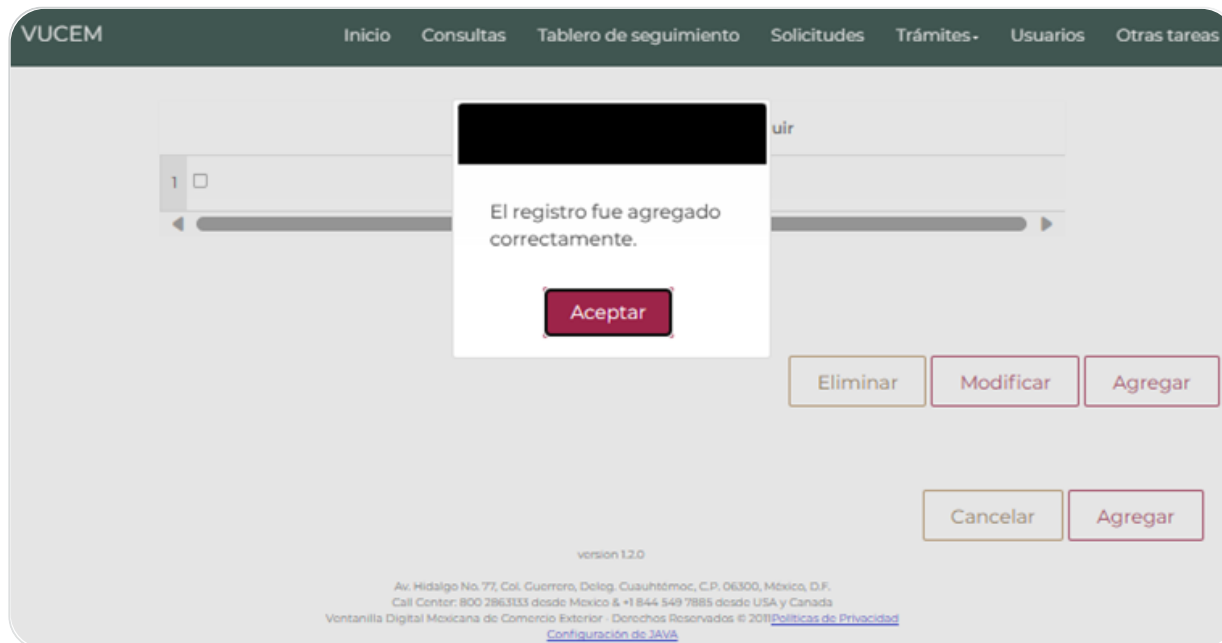 VUCEM Inicio Consultas Tablero de seguimiento Solicitudes Trámites Usuarios Otras tareas
uir
1
El registro fue agregado
correctamente.
Aceptar
Eliminar Modificar Agregar
Cancelar Agregar
version 1.2.0
Av. Hidalgo No. 77, Col. Guerrero, Deleg. Cuauhtémoc, C.P. 06300, México, D.F.
Call Center: 800 2863133 desde Mexico & +1 844 549 7885 desde USA y Canada
Ventanilla Digital Mexicana de Comercio Exterior - Derechos Reservados © 2011Políticas de Privacidad
Configuración de JAVA